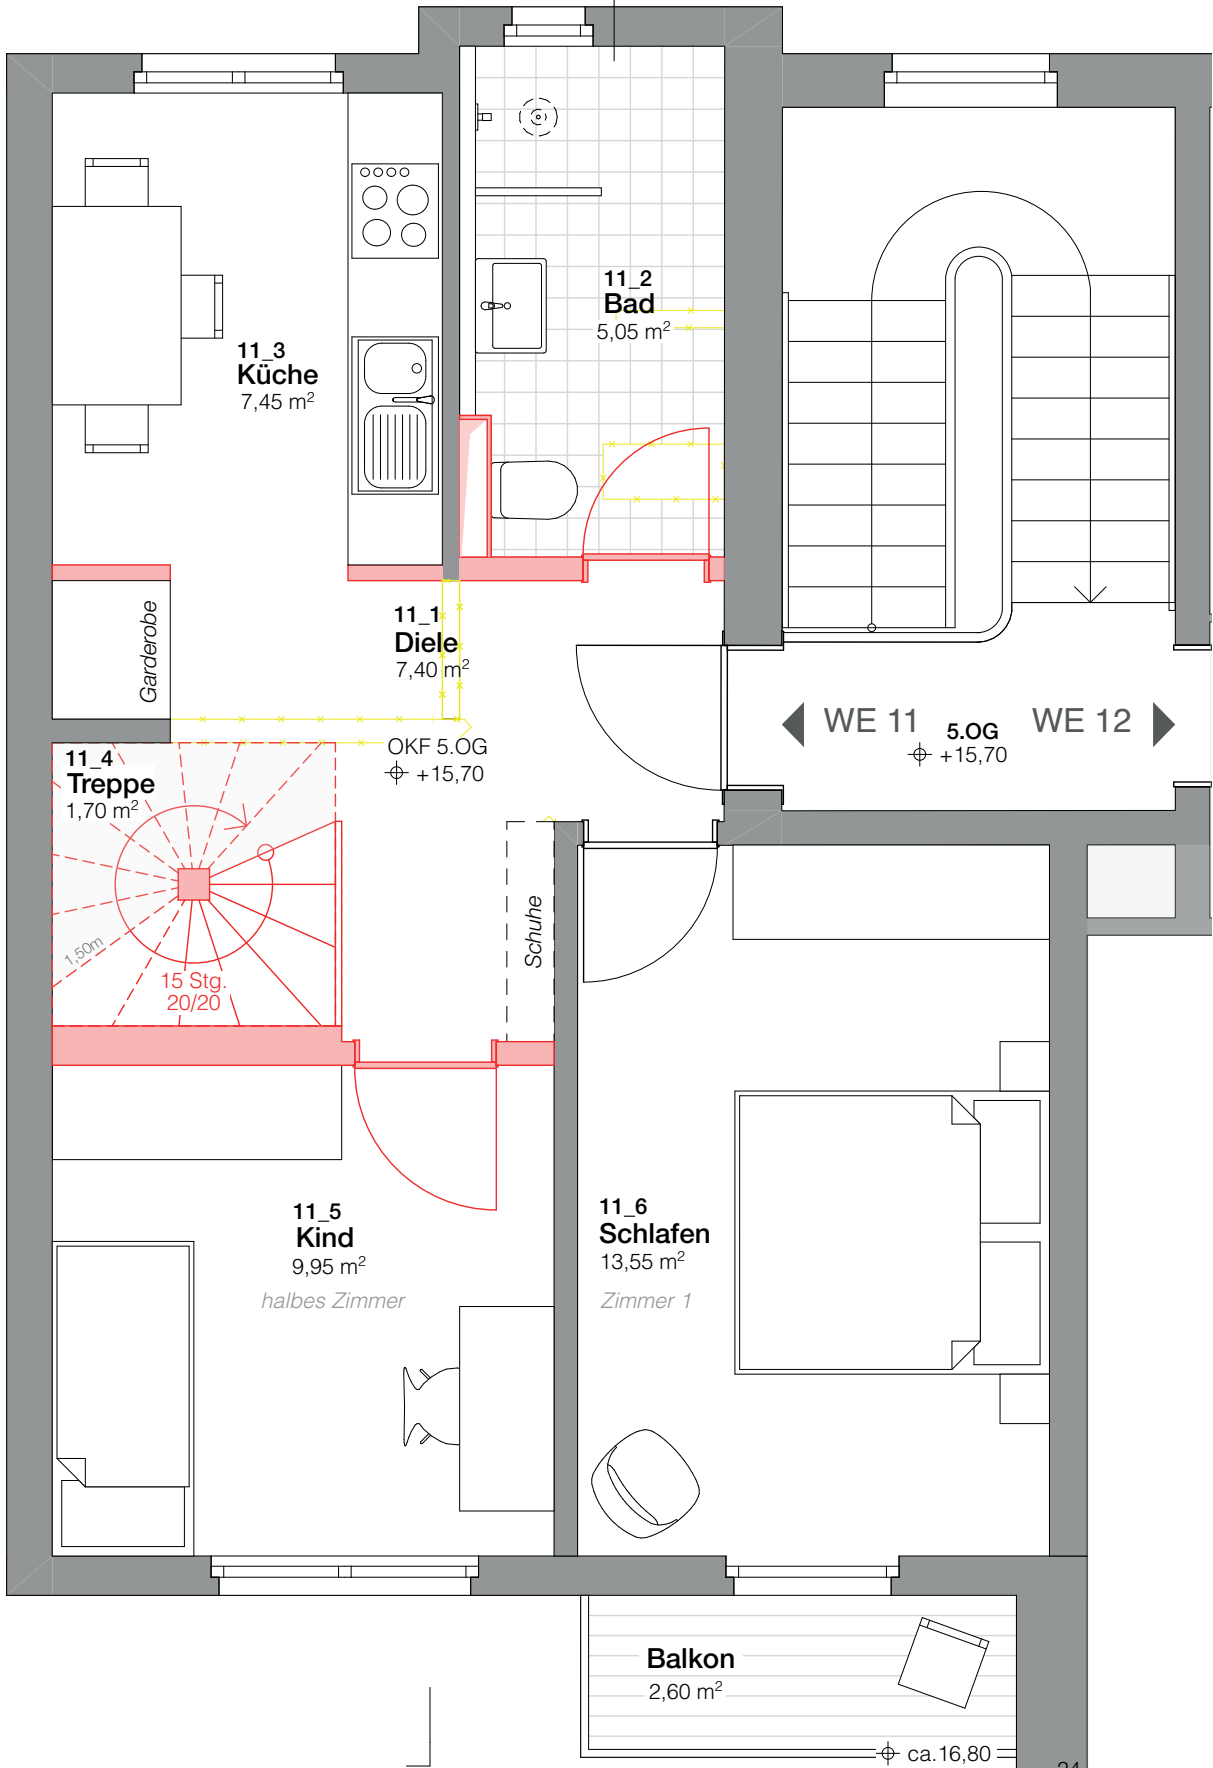 11_2
Bad
5,05 m²
11_3
Küche
7,45 m²
Garderobe
11_1
Diele
7,40 m²
WE 11
5.OG
+15,70
WE 12
OKF 5.OG
+15,70
11_4
Treppe
1,70 m²
1,50m
15 Stg.
20/20
Schuhe
11_5
Kind
9,95 m²
halbes Zimmer
11_6
Schlafen
13,55 m²
Zimmer 1
Balkon
2,60 m²
ca.16,80